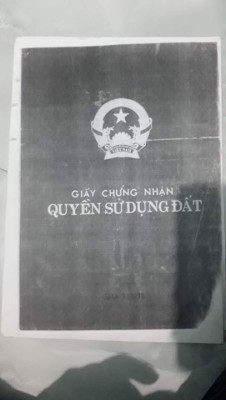 GIẤY CHỨNG NHẬN
QUYỀN SỬ DỤNG ĐẤT